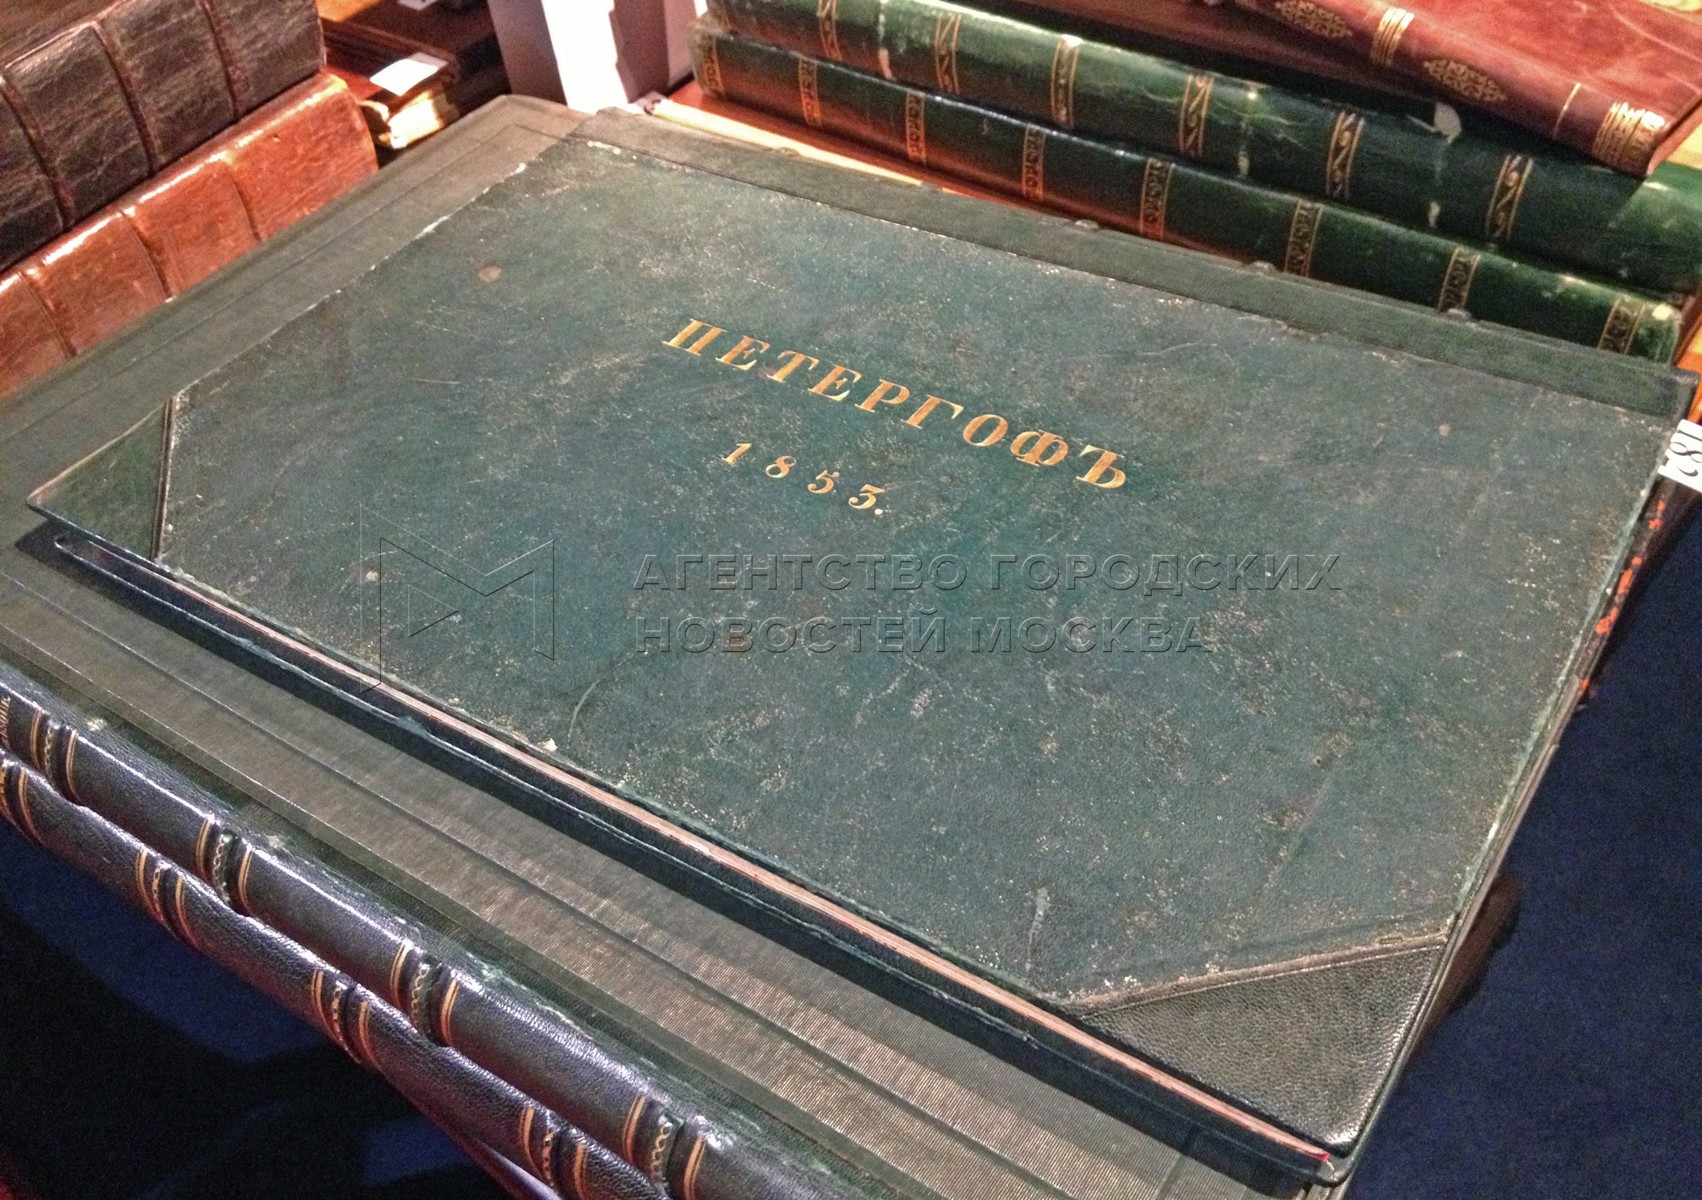 ПЕТЕРГОФЪ
1853.
АГЕНТСТВО ГОРОДСКИХ
НОВОСТЕЙ МОСКВА